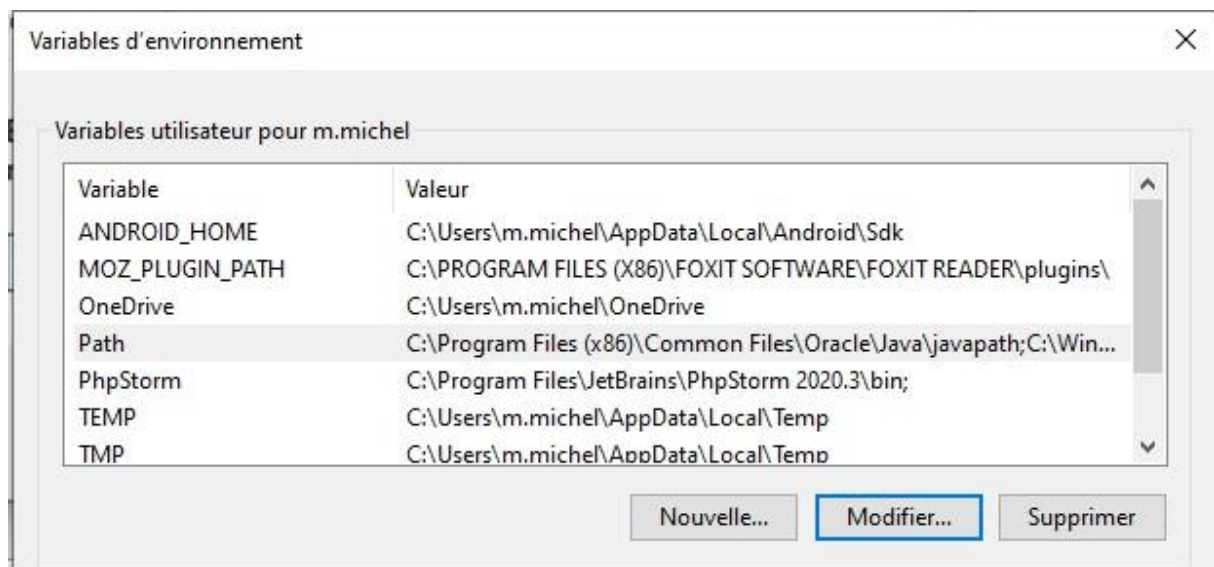 Variables d'environnement
Variables utilisateur pour m.michel
Variable Valeur
ANDROID_HOME C:\Users\m.michel\AppData\Local\Android\Sdk
MOZ_PLUGIN_PATH C:\PROGRAM FILES (X86)\FOXIT SOFTWARE\FOXIT READER\plugins\
OneDrive C:\Users\m.michel\OneDrive
Path C:\Program Files (x86)\Common Files\Oracle\Java\javapath;C:\Win...
PhpStorm C:\Program Files\JetBrains\PhpStorm 2020.3\bin;
TEMP C:\Users\m.michel\AppData\Local\Temp
TMP C:\Users\m.michel\AppData\Local\Temp
Nouvelle... Modifier... Supprimer